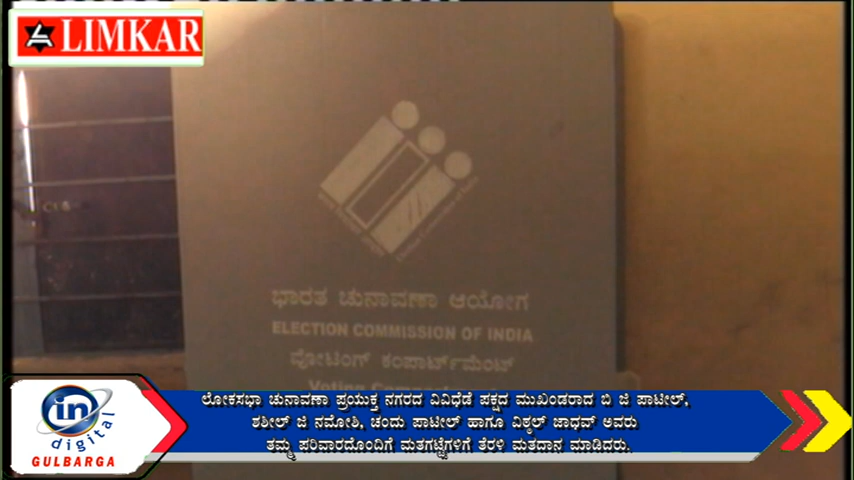 LIMKAR
ಭಾರತ ಚುನಾವಣಾ ಆಯೋಗ
ELECTION COMMISSION OF INDIA
ವೋಟಿಂಗ್ ಕಂಪಾರ್ಟ್‌ಮೆಂಟ್
Voting
ಲೋಕಸಭಾ ಚುನಾವಣಾ ಪ್ರಯುಕ್ತ ನಗರದ ವಿವಿಧೆಡೆ ಪಕ್ಷದ ಮುಖಂಡರಾದ ಬಿ ಜಿ ಪಾಟೀಲ್,
ಶಶೀಲ್ ಜಿ ನಮೋಶಿ, ಚಂದು ಪಾಟೀಲ್ ಹಾಗೂ ವಿಠ್ಠಲ್ ಜಾಧವ್ ಅವರು
ತಮ್ಮ ಪರಿವಾರದೊಂದಿಗೆ ಮತಗಟ್ಟೆಗಳಿಗೆ ತೆರಳಿ ಮತದಾನ ಮಾಡಿದರು.
in
digital
GULBARGA